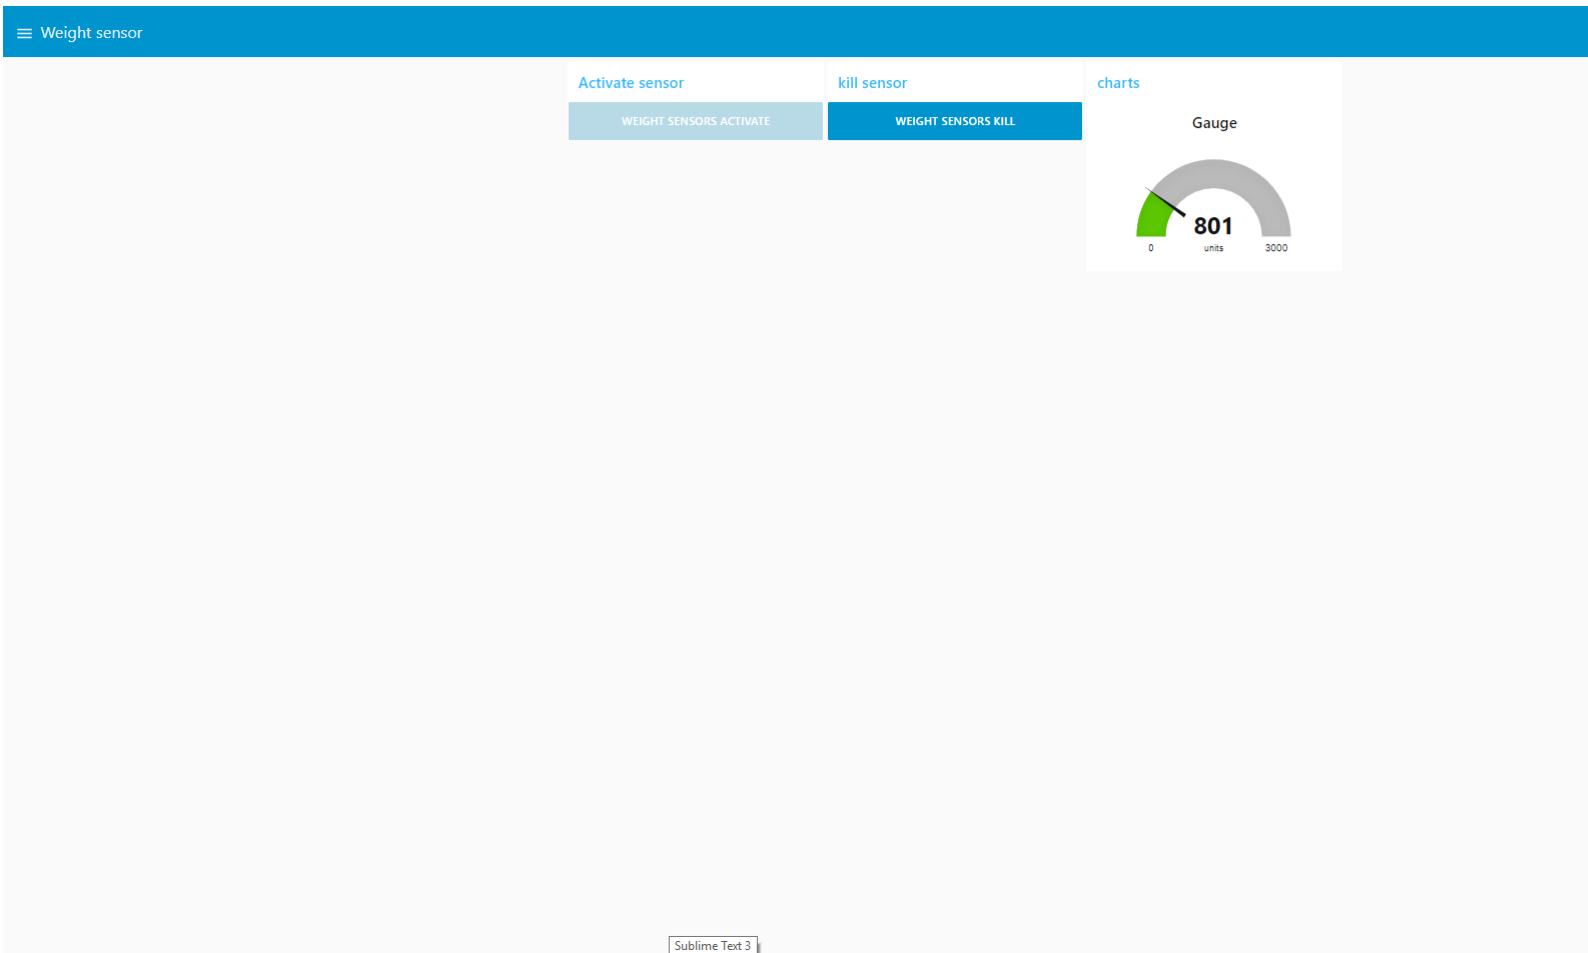 Weight sensor
Activate sensor
WEIGHT SENSORS ACTIVATE
kill sensor
WEIGHT SENSORS KILL
charts
Gauge
801
0
units
3000
Sublime Text 3